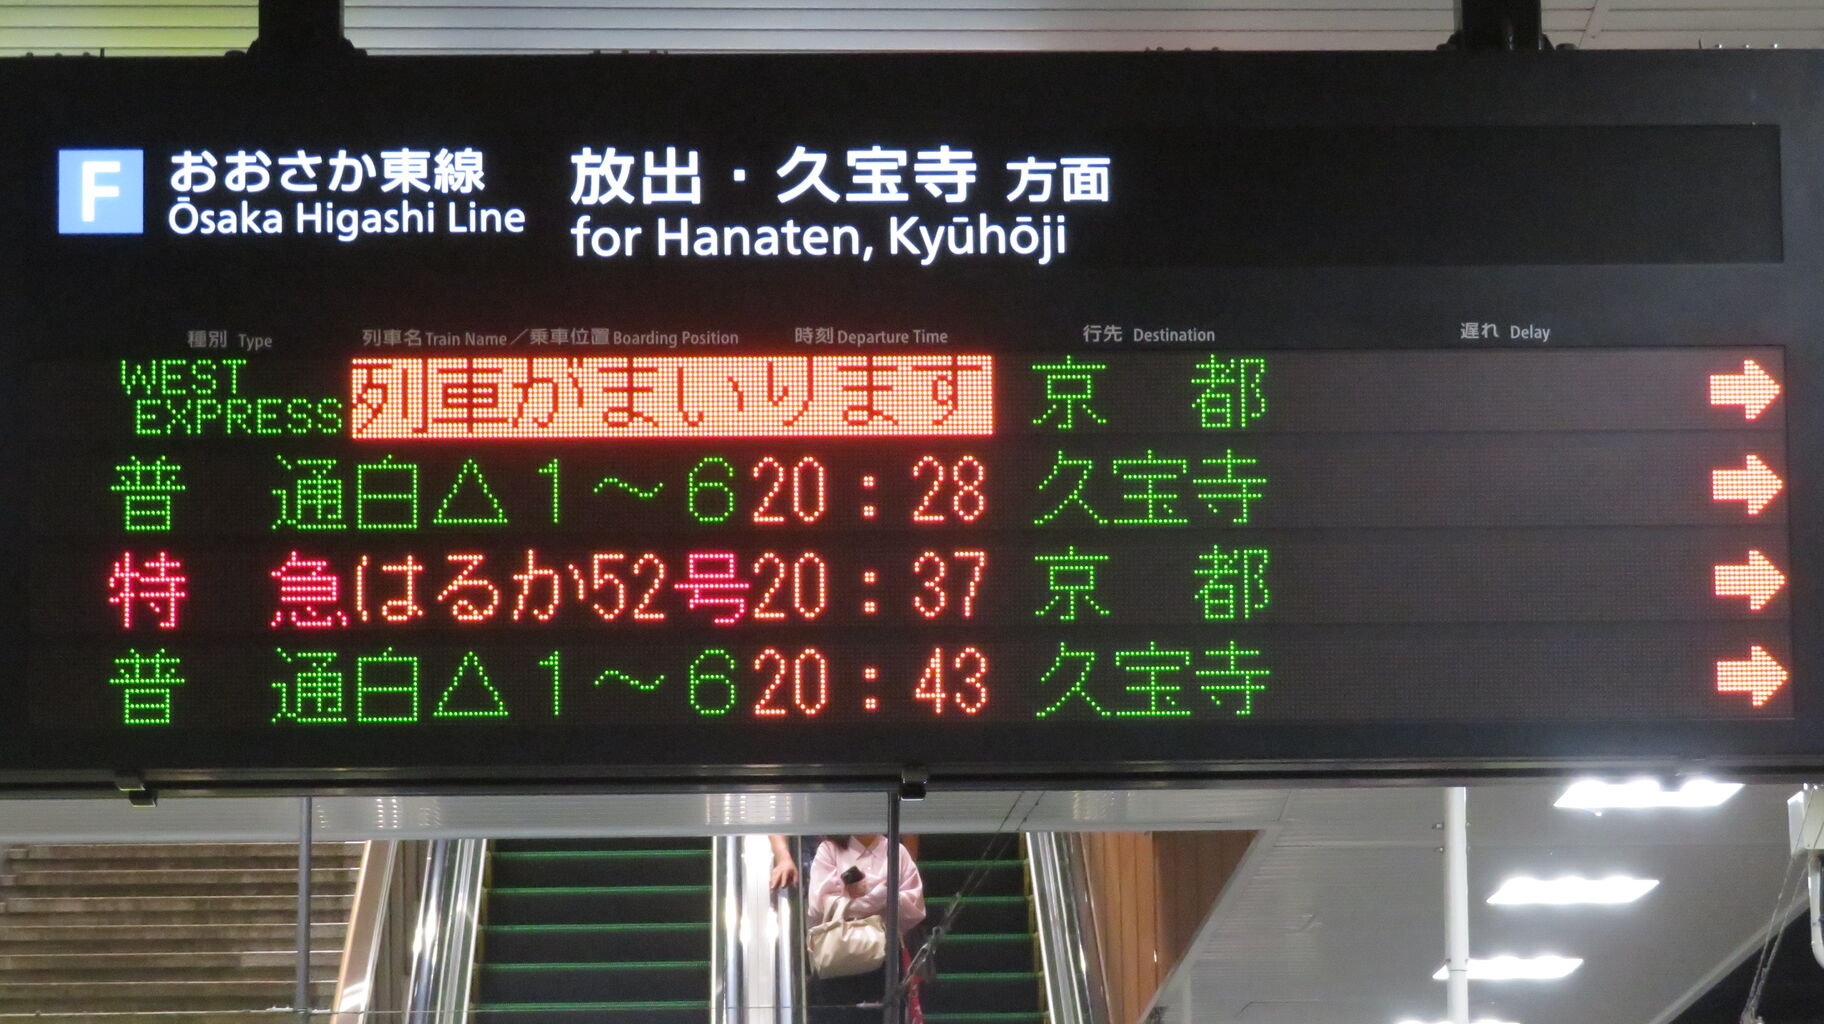 F おおさか東線 放出・久宝寺 方面
Ōsaka Higashi Line for Hanaten, Kyūhōji
種別 Type 列車名 Train Name／乗車位置 Boarding Position 時刻 Departure Time 行先 Destination 遅れ Delay
WEST EXPRESS 列車がまいります 京都 →
普通 白△1～6 20:28 久宝寺 →
特急 はるか52号 20:37 京都 →
普通 白△1～6 20:43 久宝寺 →